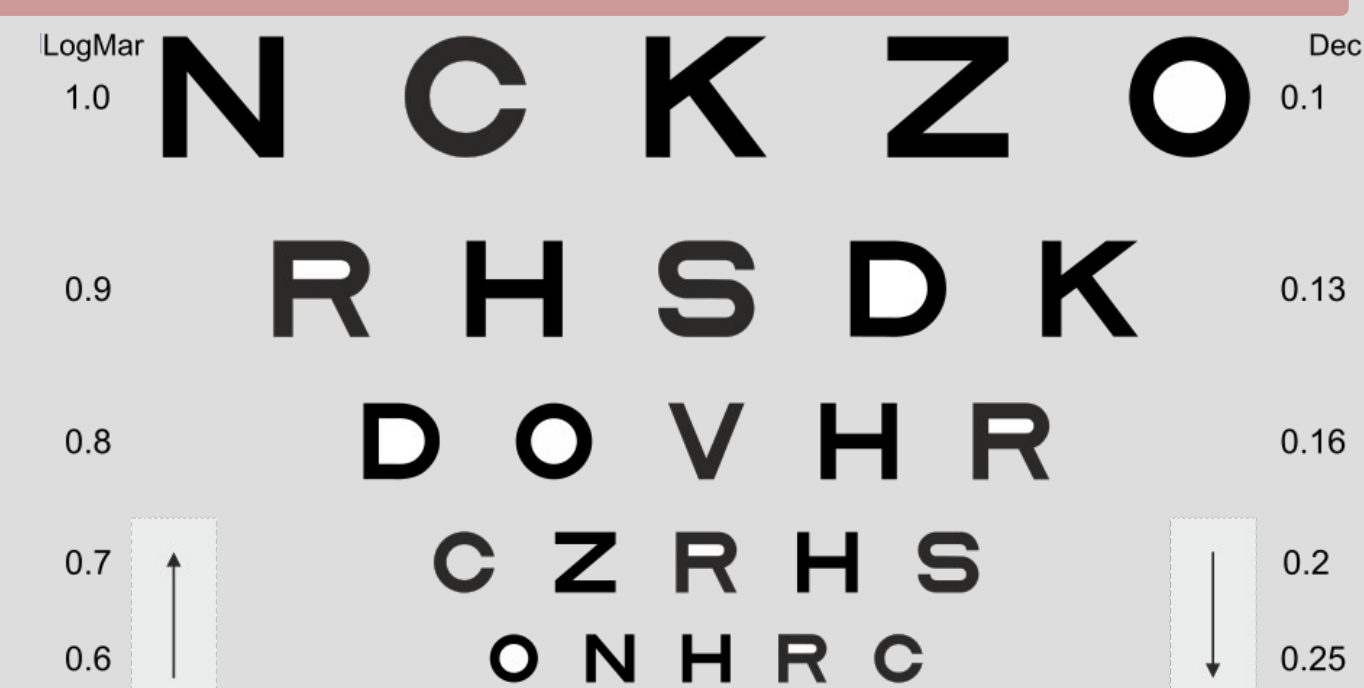 LogMar N C K Z O Dec
1.0 0.1
0.9 R H S D K 0.13
0.8 D O V H R 0.16
0.7 C Z R H S 0.2
0.6 O N H R C 0.25